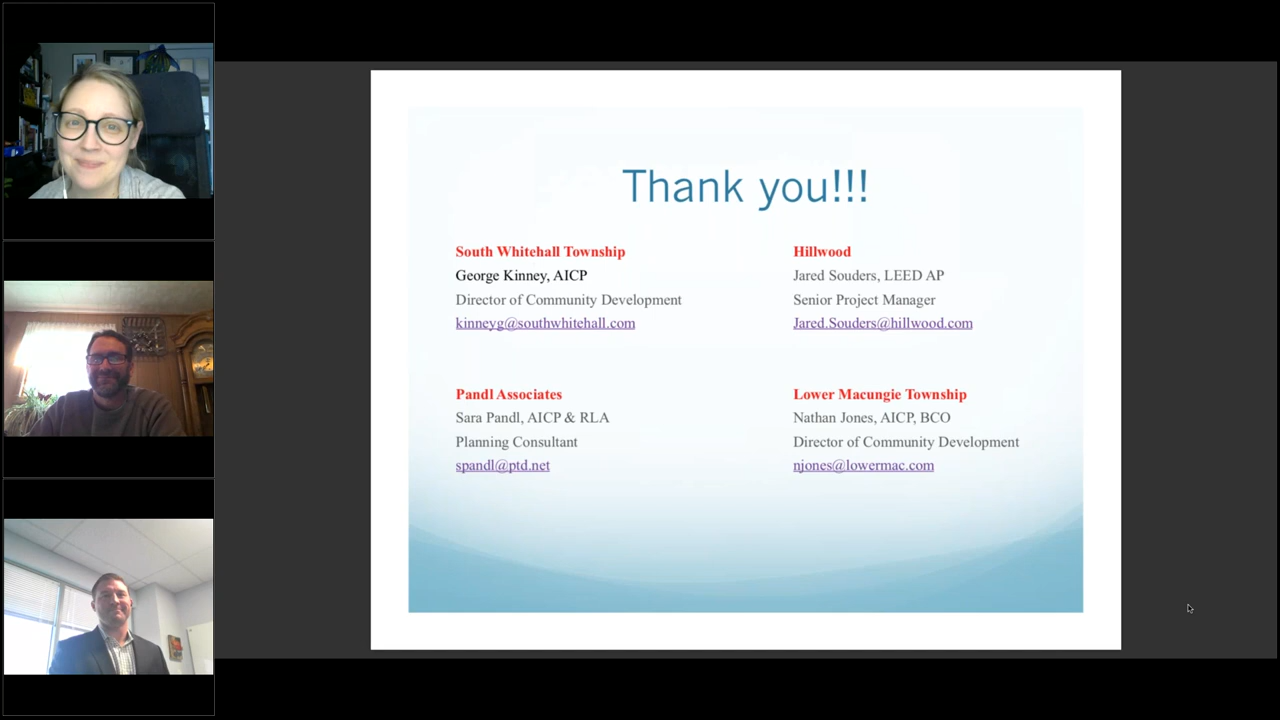 Thank you!!!
South Whitehall Township
George Kinney, AICP
Director of Community Development
kinneyg@southwhitehall.com
Hillwood
Jared Souders, LEED AP
Senior Project Manager
Jared.Souders@hillwood.com
Pandl Associates
Sara Pandl, AICP & RLA
Planning Consultant
spandl@ptd.net
Lower Macungie Township
Nathan Jones, AICP, BCO
Director of Community Development
njones@lowermac.com